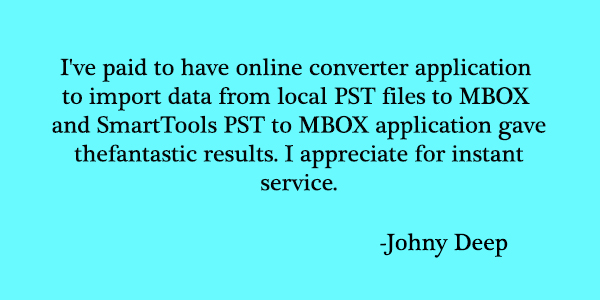 I've paid to have online converter application
to import data from local PST files to MBOX
and SmartTools PST to MBOX application gave
thefantastic results. I appreciate for instant
service.
-Johny Deep